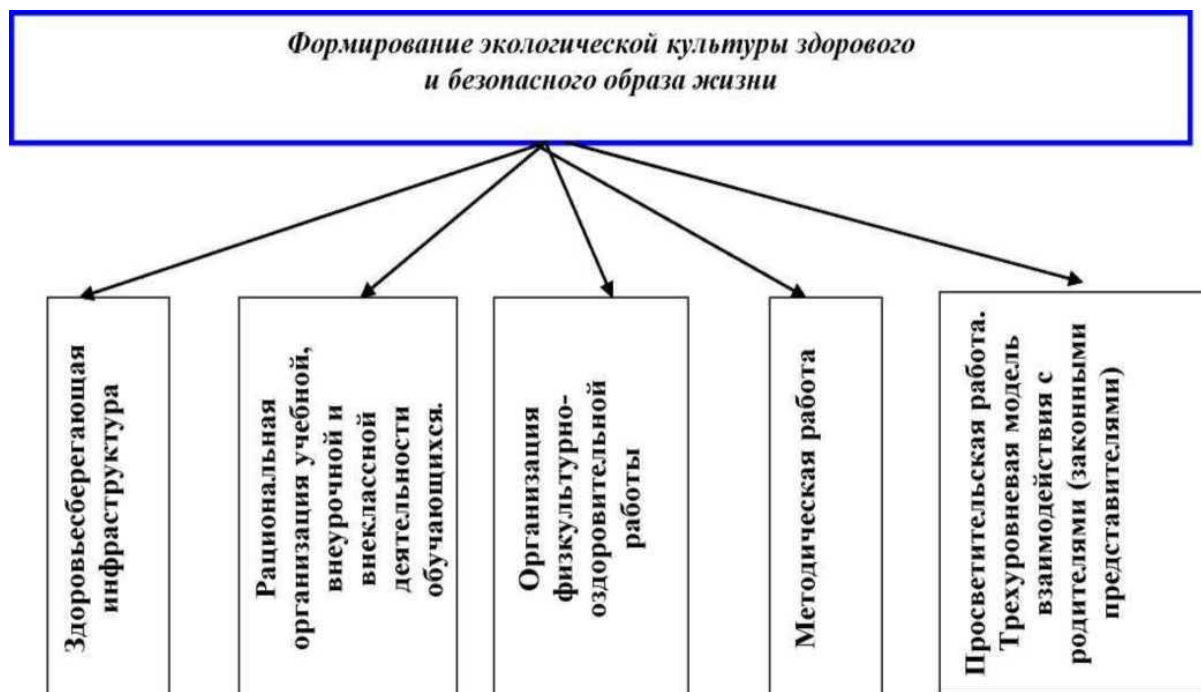 Формирование экологической культуры здорового
и безопасного образа жизни
Здоровьесберегающая
инфраструктура
Рациональная
организация учебной,
внеурочной и
внеклассной
деятельности
обучающихся.
Организация
физкультурно-
оздоровительной
работы
Методическая работа
Просветительская работа.
Трехуровневая модель
взаимодействия с
родителями (законными
представителями)